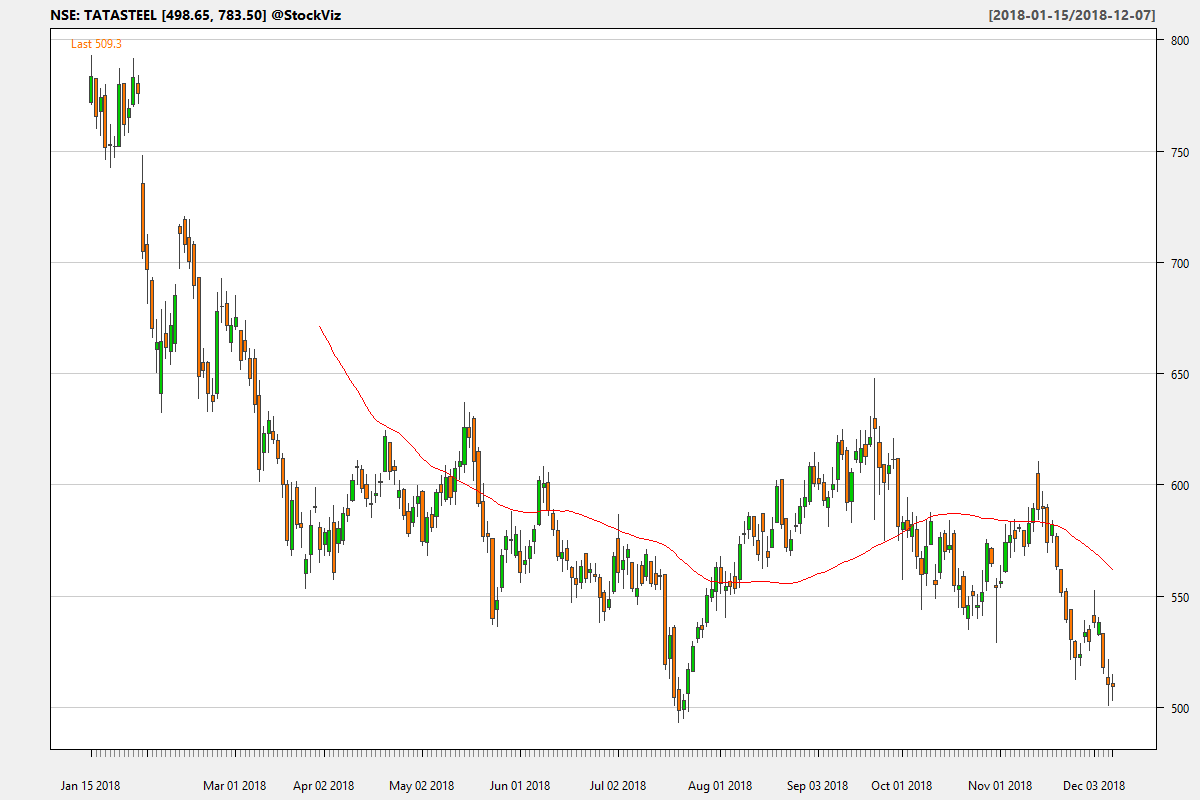 NSE: TATASTEEL [498.65, 783.50] @StockViz
[2018-01-15/2018-12-07]
Last 509.3
800
750
700
650
600
550
500
Jan 15 2018
Mar 01 2018
Apr 02 2018
May 02 2018
Jun 01 2018
Jul 02 2018
Aug 01 2018
Sep 03 2018
Oct 01 2018
Nov 01 2018
Dec 03 2018